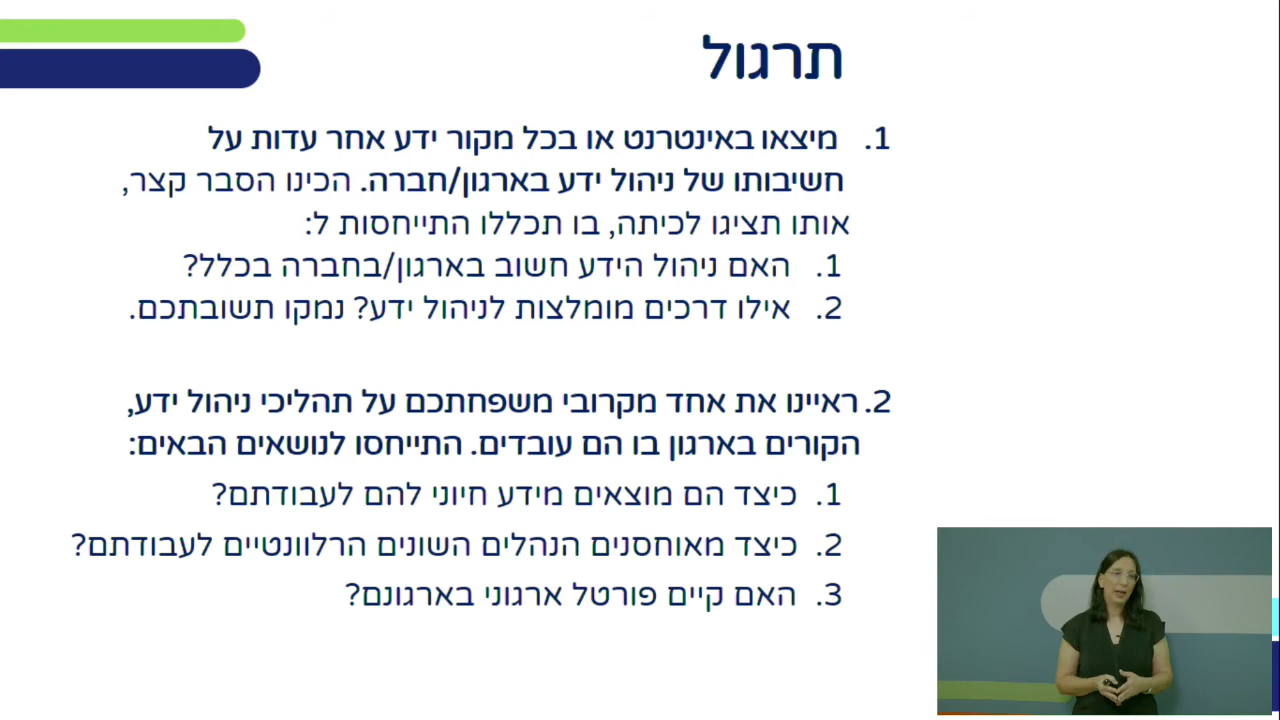 תרגול
1. מיצאו באינטרנט או בכל מקור ידע אחר עדות על
חשיבותו של ניהול ידע בארגון/חברה. הכינו הסבר קצר,
אותו תציגו לכיתה, בו תכללו התייחסות ל:
1. האם ניהול הידע חשוב בארגון/בחברה בכלל?
2. אילו דרכים מומלצות לניהול ידע? נמקו תשובתכם.
2. ראיינו את אחד מקרובי משפחתכם על תהליכי ניהול ידע,
הקורים בארגון בו הם עובדים. התייחסו לנושאים הבאים:
1. כיצד הם מוצאים מידע חיוני להם לעבודתם?
2. כיצד מאוחסנים הנהלים השונים הרלוונטיים לעבודתם?
3. האם קיים פורטל ארגוני בארגונם?